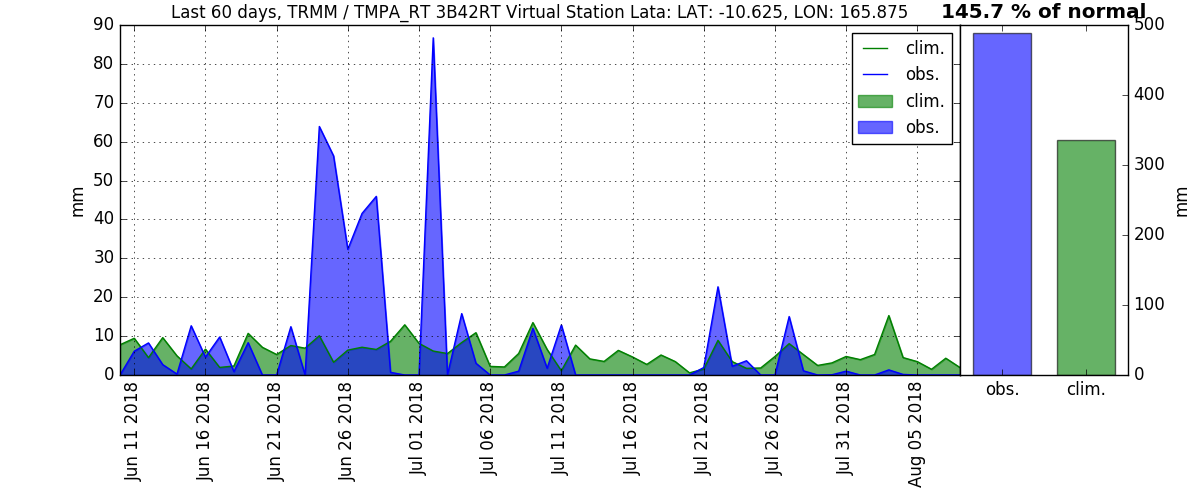 Last 60 days, TRMM / TMPA_RT 3B42RT Virtual Station Lata: LAT: -10.625, LON: 165.875
145.7 % of normal
90
80
70
60
50
40
30
20
10
0
mm
clim.
obs.
clim.
obs.
500
400
300
200
100
0
mm
Jun 11 2018
Jun 16 2018
Jun 21 2018
Jun 26 2018
Jul 01 2018
Jul 06 2018
Jul 11 2018
Jul 16 2018
Jul 21 2018
Jul 26 2018
Jul 31 2018
Aug 05 2018
obs.
clim.